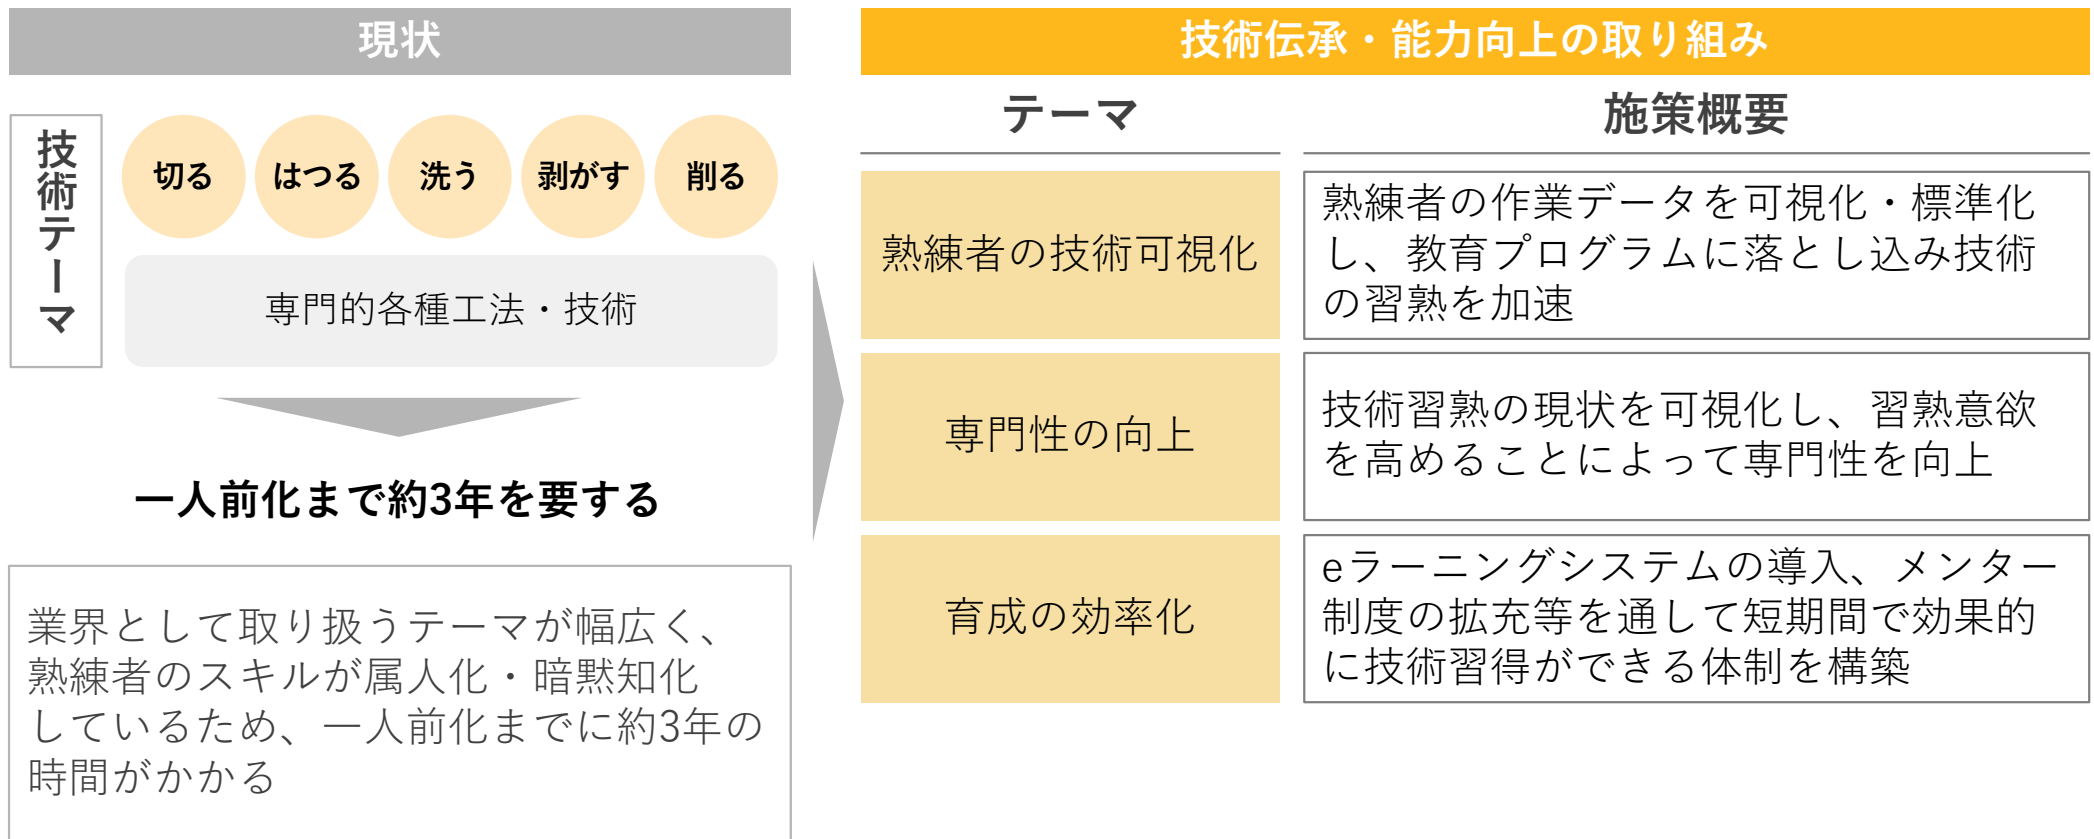 現状
技術テーマ
切る
はつる
洗う
剥がす
削る
専門的各種工法・技術
一人前化まで約3年を要する
業界として取り扱うテーマが幅広く、
熟練者のスキルが属人化・暗黙知化
しているため、一人前化までに約3年の
時間がかかる
技術伝承・能力向上の取り組み
テーマ
施策概要
熟練者の技術可視化
熟練者の作業データを可視化・標準化
し、教育プログラムに落とし込み技術
の習熟を加速
専門性の向上
技術習熟の現状を可視化し、習熟意欲
を高めることによって専門性を向上
育成の効率化
eラーニングシステムの導入、メンター
制度の拡充等を通して短期間で効果的
に技術習得ができる体制を構築